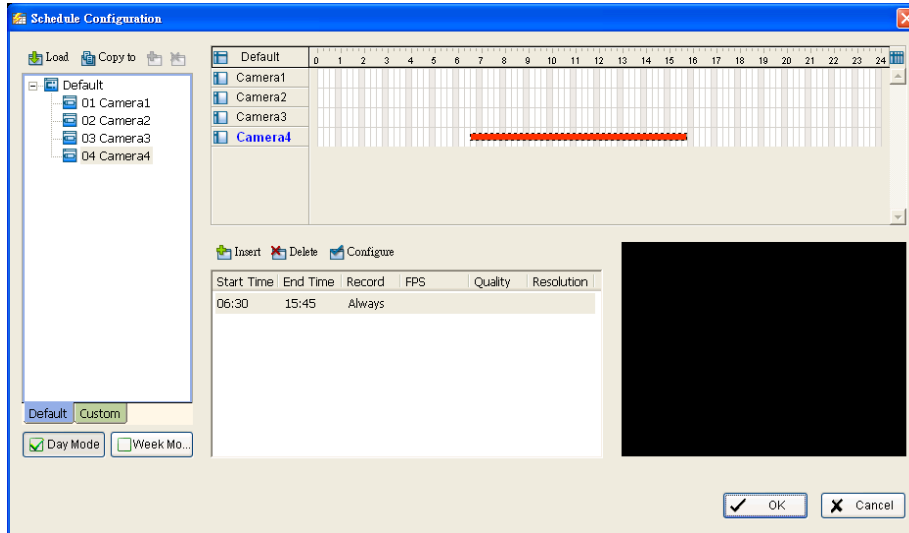 Schedule Configuration
Load Copy to
Default
01 Camera1
02 Camera2
03 Camera3
04 Camera4
Default Custom
Day Mode Week Mo...
Default 0 1 2 3 4 5 6 7 8 9 10 11 12 13 14 15 16 17 18 19 20 21 22 23 24
Camera1
Camera2
Camera3
Camera4
Insert Delete Configure
Start Time End Time Record FPS Quality Resolution
06:30 15:45 Always
OK Cancel